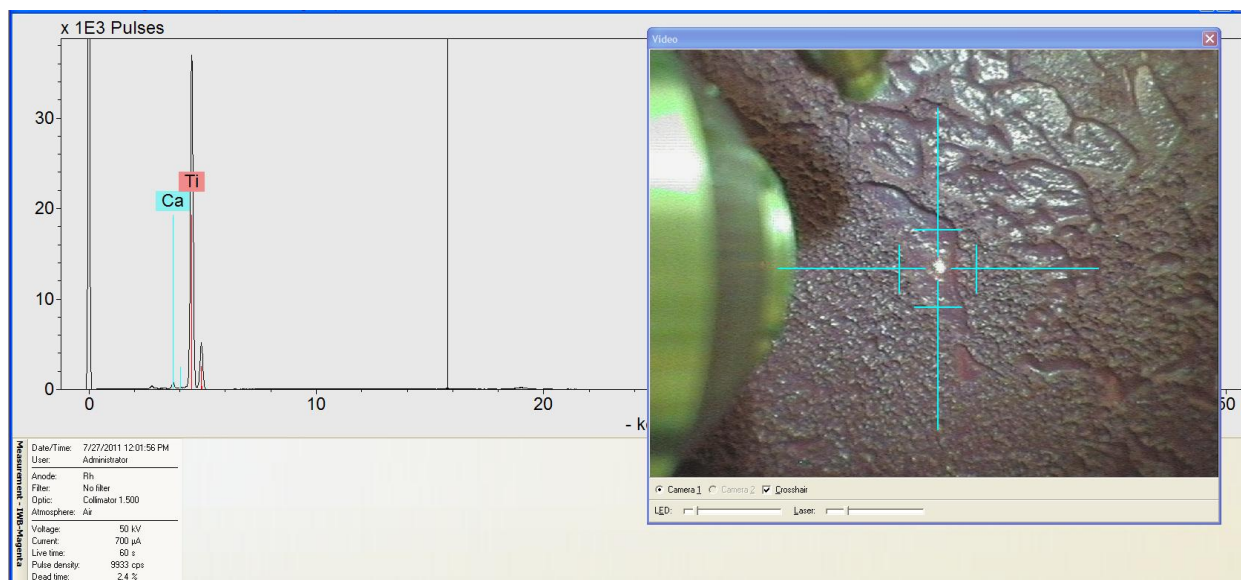 x 1E3 Pulses
30
20
10
0
Ca
Ti
0 10 20 50
- k
Video
Camera 1 Camera 2 Crosshair
LED: Laser:
Measurement - IWB-Magenta
Date/Time: 7/27/2011 12:01:56 PM
User: Administrator
Anode: Rh
Filter: No filter
Optic: Collimator 1.500
Atmosphere: Air
Voltage: 50 kV
Current: 700 µA
Live time: 60 s
Pulse density: 9933 cps
Dead time: 2.4 %